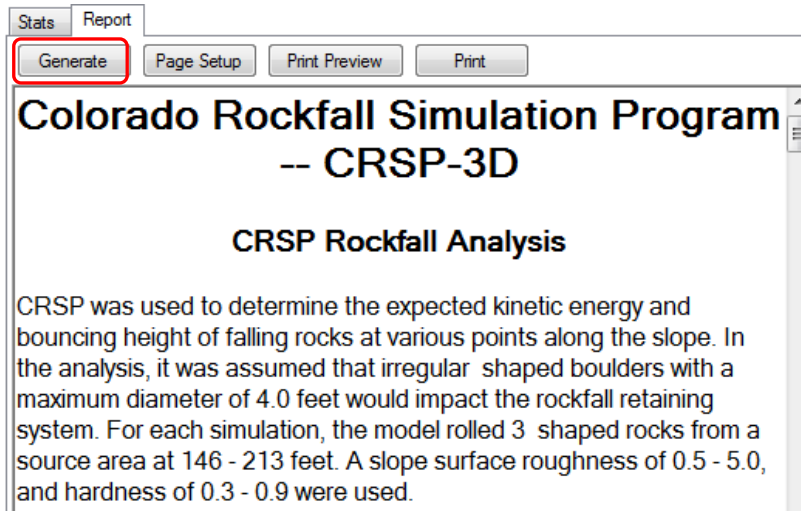 Stats Report
Generate Page Setup Print Preview Print
Colorado Rockfall Simulation Program
-- CRSP-3D
CRSP Rockfall Analysis
CRSP was used to determine the expected kinetic energy and
bouncing height of falling rocks at various points along the slope. In
the analysis, it was assumed that irregular  shaped boulders with a
maximum diameter of 4.0 feet would impact the rockfall retaining
system. For each simulation, the model rolled 3  shaped rocks from a
source area at 146 - 213 feet. A slope surface roughness of 0.5 - 5.0,
and hardness of 0.3 - 0.9 were used.